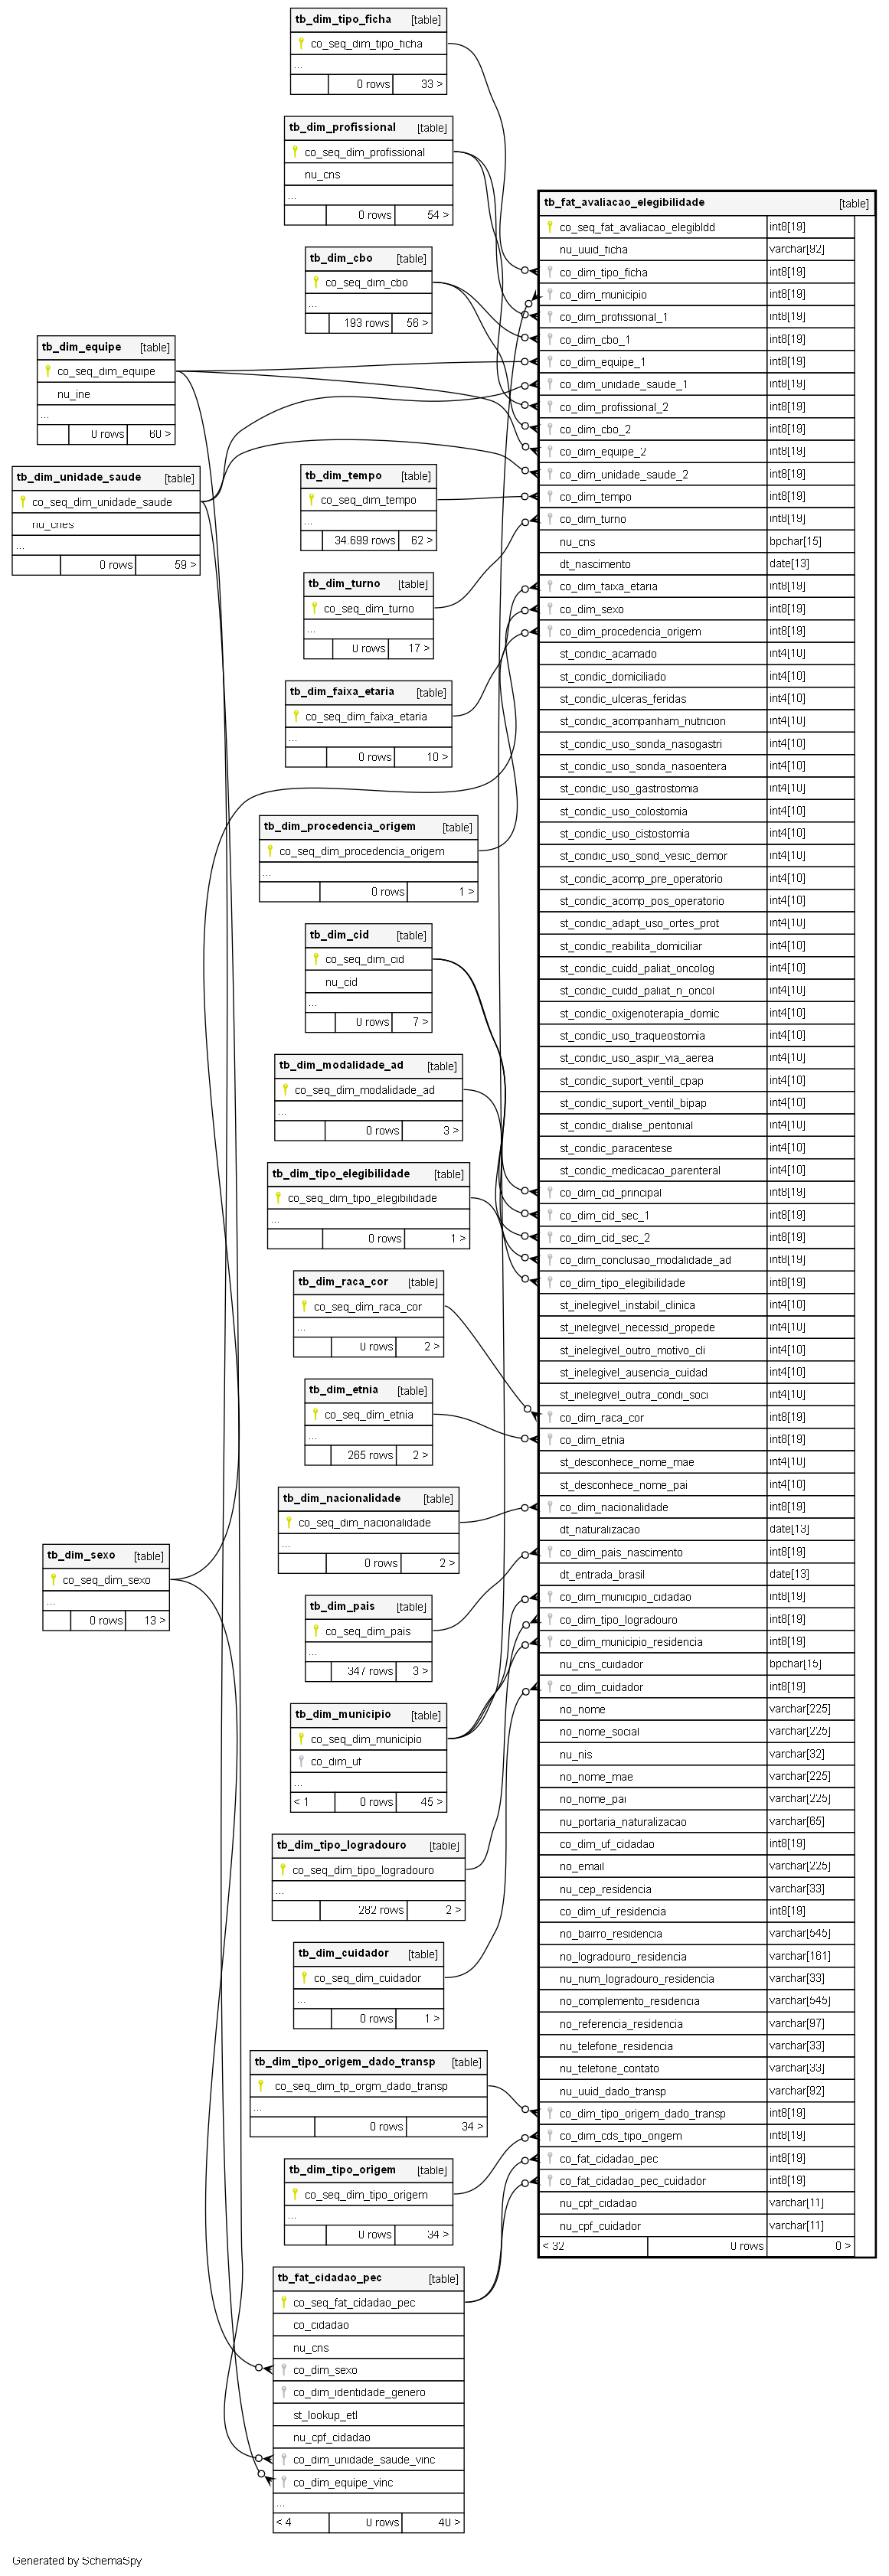 tb_dim_tipo_ficha [table]
co_seq_dim_tipo_ficha
...
0 rows 33 >
tb_dim_profissional [table]
co_seq_dim_profissional
nu_cns
...
0 rows 54 >
tb_dim_cbo [table]
co_seq_dim_cbo
...
193 rows 56 >
tb_dim_equipe [table]
co_seq_dim_equipe
nu_ine
...
0 rows 60 >
tb_dim_unidade_saude [table]
co_seq_dim_unidade_saude
nu_cnes
...
0 rows 59 >
tb_dim_tempo [table]
co_seq_dim_tempo
...
34.699 rows 62 >
tb_dim_turno [table]
co_seq_dim_turno
...
0 rows 17 >
tb_dim_faixa_etaria [table]
co_seq_dim_faixa_etaria
...
0 rows 10 >
tb_dim_procedencia_origem [table]
co_seq_dim_procedencia_origem
...
0 rows 1 >
tb_dim_cid [table]
co_seq_dim_cid
nu_cid
...
0 rows 7 >
tb_dim_modalidade_ad [table]
co_seq_dim_modalidade_ad
...
0 rows 3 >
tb_dim_tipo_elegibilidade [table]
co_seq_dim_tipo_elegibilidade
...
0 rows 1 >
tb_dim_raca_cor [table]
co_seq_dim_raca_cor
...
0 rows 2 >
tb_dim_etnia [table]
co_seq_dim_etnia
...
265 rows 2 >
tb_dim_nacionalidade [table]
co_seq_dim_nacionalidade
...
0 rows 2 >
tb_dim_sexo [table]
co_seq_dim_sexo
...
0 rows 13 >
tb_dim_pais [table]
co_seq_dim_pais
...
347 rows 3 >
tb_dim_municipio [table]
co_seq_dim_municipio
co_dim_uf
...
< 1 0 rows 45 >
tb_dim_tipo_logradouro [table]
co_seq_dim_tipo_logradouro
...
282 rows 2 >
tb_dim_cuidador [table]
co_seq_dim_cuidador
...
0 rows 1 >
tb_dim_tipo_origem_dado_transp [table]
co_seq_dim_tp_orgm_dado_transp
...
0 rows 34 >
tb_dim_tipo_origem [table]
co_seq_dim_tipo_origem
...
0 rows 34 >
tb_fat_cidadao_pec [table]
co_seq_fat_cidadao_pec
co_cidadao
nu_cns
co_dim_sexo
co_dim_identidade_genero
st_lookup_etl
nu_cpf_cidadao
co_dim_unidade_saude_vinc
co_dim_equipe_vinc
...
< 4 0 rows 40 >
tb_fat_avaliacao_elegibilidade [table]
co_seq_fat_avaliacao_elegibldd int8[19]
nu_uuid_ficha varchar[92]
co_dim_tipo_ficha int8[19]
co_dim_municipio int8[19]
co_dim_profissional_1 int8[19]
co_dim_cbo_1 int8[19]
co_dim_equipe_1 int8[19]
co_dim_unidade_saude_1 int8[19]
co_dim_profissional_2 int8[19]
co_dim_cbo_2 int8[19]
co_dim_equipe_2 int8[19]
co_dim_unidade_saude_2 int8[19]
co_dim_tempo int8[19]
co_dim_turno int8[19]
nu_cns bpchar[15]
dt_nascimento date[13]
co_dim_faixa_etaria int8[19]
co_dim_sexo int8[19]
co_dim_procedencia_origem int8[19]
st_condic_acamado int4[10]
st_condic_domiciliado int4[10]
st_condic_ulceras_feridas int4[10]
st_condic_acompanham_nutricion int4[10]
st_condic_uso_sonda_nasogastri int4[10]
st_condic_uso_sonda_nasoentera int4[10]
st_condic_uso_gastrostomia int4[10]
st_condic_uso_colostomia int4[10]
st_condic_uso_cistostomia int4[10]
st_condic_uso_sond_vesic_demor int4[10]
st_condic_acomp_pre_operatorio int4[10]
st_condic_acomp_pos_operatorio int4[10]
st_condic_adapt_uso_ortes_prot int4[10]
st_condic_reabilita_domiciliar int4[10]
st_condic_cuidd_paliat_oncolog int4[10]
st_condic_cuidd_paliat_n_oncol int4[10]
st_condic_oxigenoterapia_domic int4[10]
st_condic_uso_traqueostomia int4[10]
st_condic_uso_aspir_via_aerea int4[10]
st_condic_suport_ventil_cpap int4[10]
st_condic_suport_ventil_bipap int4[10]
st_condic_dialise_peritonial int4[10]
st_condic_paracentese int4[10]
st_condic_medicacao_parenteral int4[10]
co_dim_cid_principal int8[19]
co_dim_cid_sec_1 int8[19]
co_dim_cid_sec_2 int8[19]
co_dim_conclusao_modalidade_ad int8[19]
co_dim_tipo_elegibilidade int8[19]
st_inelegivel_instabil_clinica int4[10]
st_inelegivel_necessid_propede int4[10]
st_inelegivel_outro_motivo_cli int4[10]
st_inelegivel_ausencia_cuidad int4[10]
st_inelegivel_outra_condi_soci int4[10]
co_dim_raca_cor int8[19]
co_dim_etnia int8[19]
st_desconhece_nome_mae int4[10]
st_desconhece_nome_pai int4[10]
co_dim_nacionalidade int8[19]
dt_naturalizacao date[13]
co_dim_pais_nascimento int8[19]
dt_entrada_brasil date[13]
co_dim_municipio_cidadao int8[19]
co_dim_tipo_logradouro int8[19]
co_dim_municipio_residencia int8[19]
nu_cns_cuidador bpchar[15]
co_dim_cuidador int8[19]
no_nome varchar[225]
no_nome_social varchar[225]
nu_nis varchar[32]
no_nome_mae varchar[225]
no_nome_pai varchar[225]
nu_portaria_naturalizacao varchar[65]
co_dim_uf_cidadao int8[19]
no_email varchar[225]
nu_cep_residencia varchar[33]
co_dim_uf_residencia int8[19]
no_bairro_residencia varchar[545]
no_logradouro_residencia varchar[161]
nu_num_logradouro_residencia varchar[33]
no_complemento_residencia varchar[545]
no_referencia_residencia varchar[97]
nu_telefone_residencia varchar[33]
nu_telefone_contato varchar[33]
nu_uuid_dado_transp varchar[92]
co_dim_tipo_origem_dado_transp int8[19]
co_dim_cds_tipo_origem int8[19]
co_fat_cidadao_pec int8[19]
co_fat_cidadao_pec_cuidador int8[19]
nu_cpf_cidadao varchar[11]
nu_cpf_cuidador varchar[11]
< 32 0 rows 0 >
Generated by SchemaSpy